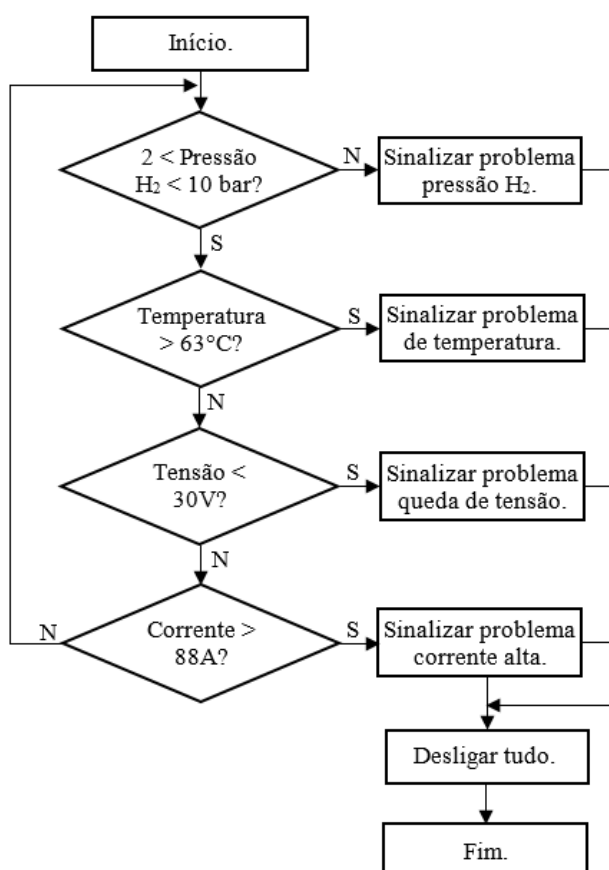 Início.
2 < Pressão
H₂ < 10 bar?
N
Sinalizar problema
pressão H₂.
S
Temperatura
> 63°C?
S
Sinalizar problema
de temperatura.
N
Tensão <
30V?
S
Sinalizar problema
queda de tensão.
N
N
Corrente >
88A?
S
Sinalizar problema
corrente alta.
Desligar tudo.
Fim.